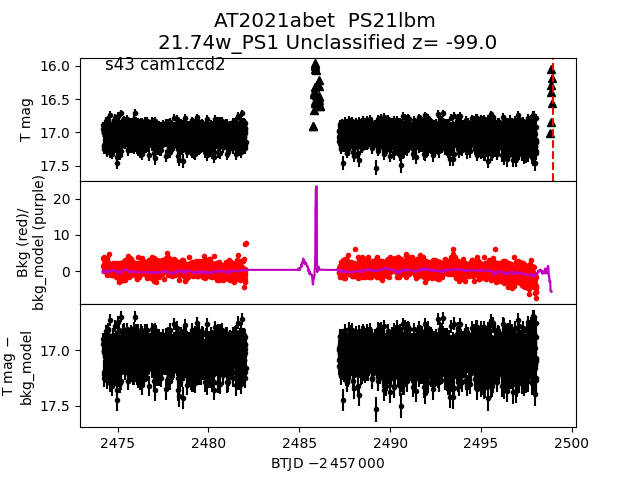 AT2021abet  PS21lbm
21.74w_PS1 Unclassified z= -99.0
s43 cam1ccd2
T mag
16.0
16.5
17.0
17.5
Bkg (red)/
bkg_model (purple)
20
10
0
T mag −
bkg_model
17.0
17.5
2475 2480 2485 2490 2495 2500
BTJD −2 457 000